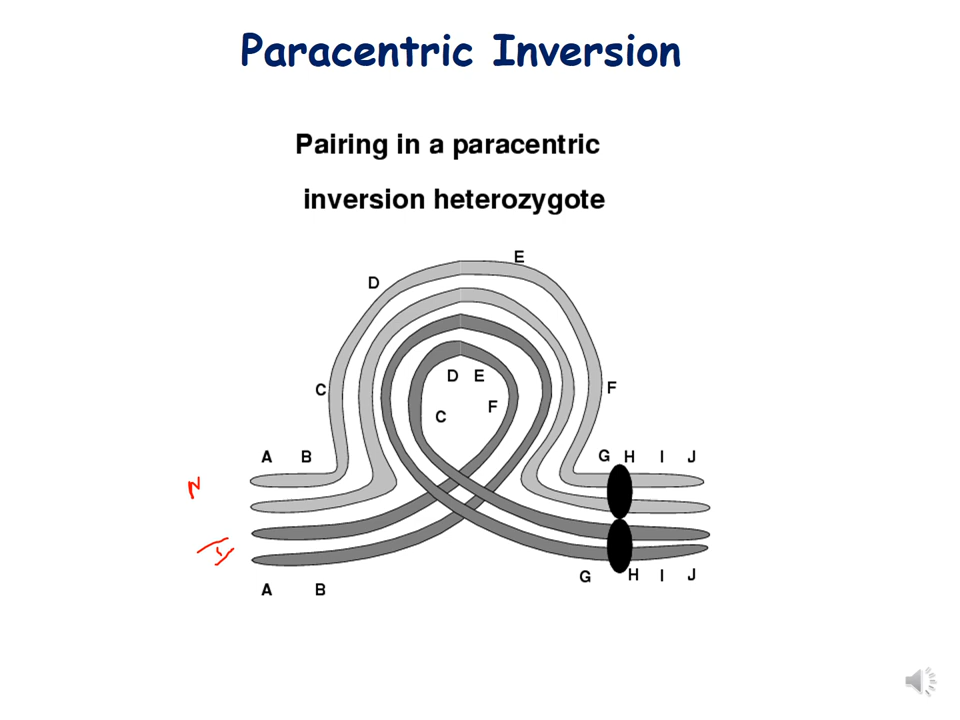 Paracentric Inversion
Pairing in a paracentric
inversion heterozygote
E
D
D E
C
F
F
C
A B
G H I J
N
I
G H I J
A B